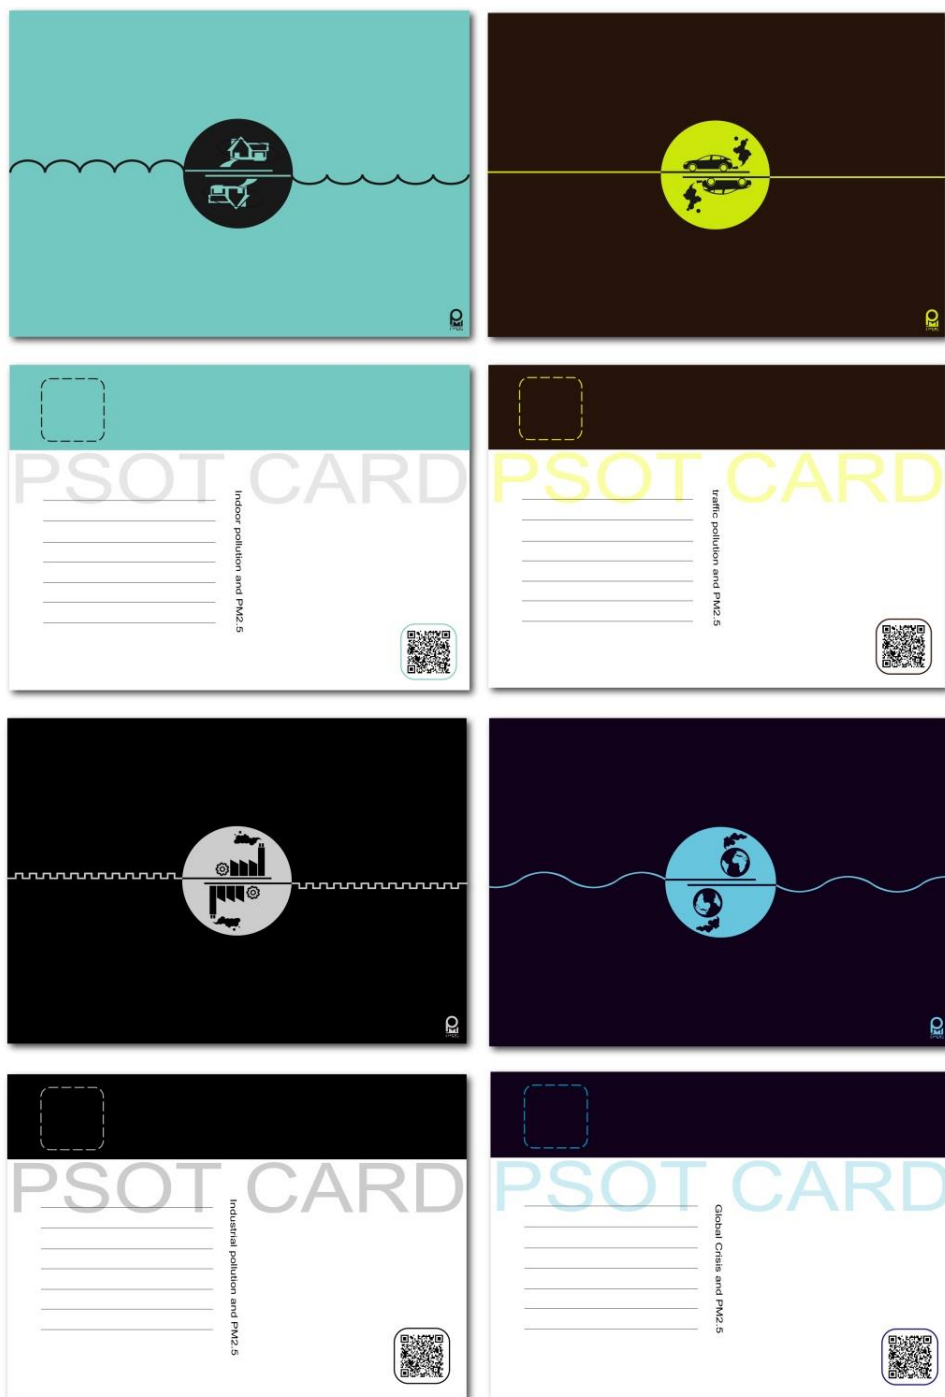 PSOT CARD
Indoor pollution and PM2.5
PSOT CARD
traffic pollution and PM2.5
PSOT CARD
Industrial pollution and PM2.5
PSOT CARD
Global Crisis and PM2.5